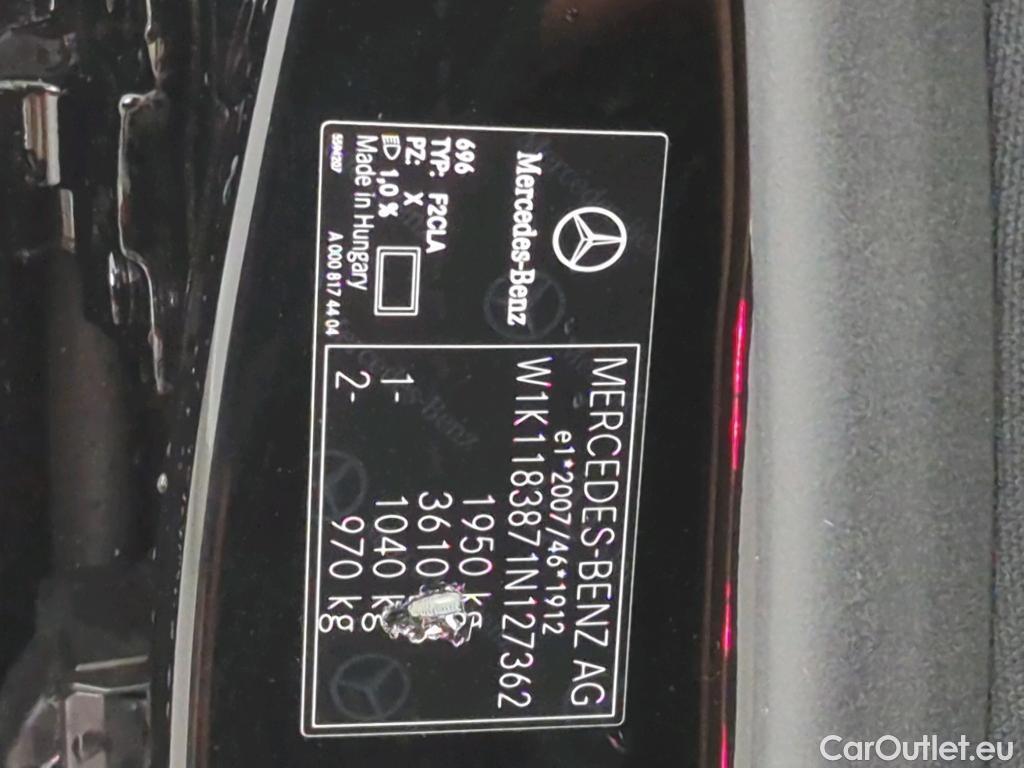 Mercedes-Benz
696
TYP: F2CLA
PZ: X
1,0 %
Made in Hungary
A 000 817 44 04
MERCEDES-BENZ AG
e1*2007/46*1912
W1K1183871N127362
1950 kg
3610
1- 1040 kg
2- 970 kg
CarOutlet.eu